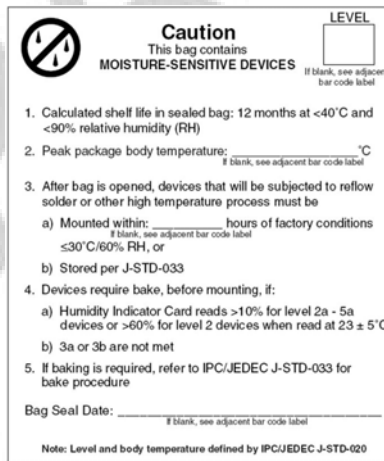 LEVEL
Caution
This bag contains
MOISTURE-SENSITIVE DEVICES
If blank, see adjacen
bar code label
1. Calculated shelf life in sealed bag: 12 months at <40°C and
<90% relative humidity (RH)
2. Peak package body temperature: ____________________°C
If blank, see adjacent bar code label
3. After bag is opened, devices that will be subjected to reflow
solder or other high temperature process must be
a) Mounted within: ___________ hours of factory conditions
If blank, see adjacent bar code label
≤30°C/60% RH, or
b) Stored per J-STD-033
4. Devices require bake, before mounting, if:
a) Humidity Indicator Card reads >10% for level 2a - 5a
devices or >60% for level 2 devices when read at 23 ± 5°C
b) 3a or 3b are not met
5. If baking is required, refer to IPC/JEDEC J-STD-033 for
bake procedure
Bag Seal Date: ________________________________________
If blank, see adjacent bar code label
Note: Level and body temperature defined by IPC/JEDEC J-STD-020